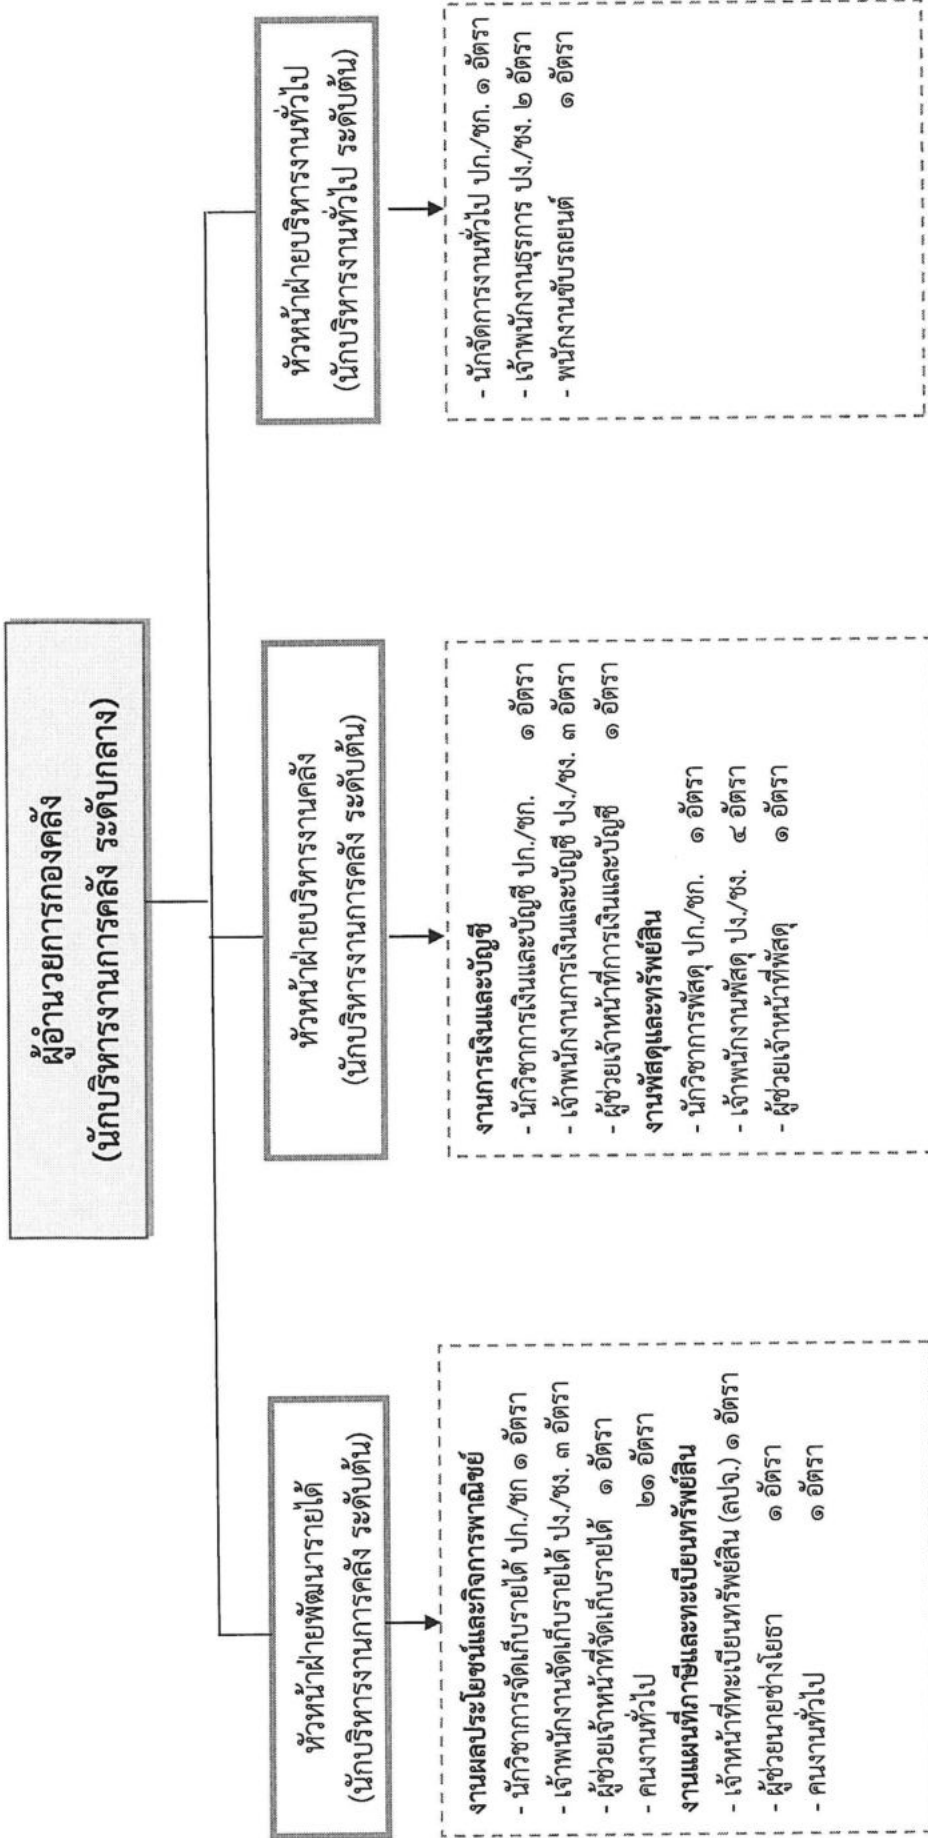 ผู้อำนวยการกองคลัง
(นักบริหารงานการคลัง ระดับกลาง)
หัวหน้าฝ่ายพัฒนารายได้
(นักบริหารงานการคลัง ระดับต้น)
งานผลประโยชน์และกิจการพาณิชย์
- นักวิชาการจัดเก็บรายได้ ปก./ชก ๑ อัตรา
- เจ้าพนักงานจัดเก็บรายได้ ปง./ชง. ๓ อัตรา
- ผู้ช่วยเจ้าหน้าที่จัดเก็บรายได้ ๑ อัตรา
- คนงานทั่วไป ๒๑ อัตรา
งานแผนที่ภาษีและทะเบียนทรัพย์สิน
- เจ้าหน้าที่ทะเบียนทรัพย์สิน (ลปจ.) ๑ อัตรา
- ผู้ช่วยนายช่างโยธา ๑ อัตรา
- คนงานทั่วไป ๑ อัตรา
หัวหน้าฝ่ายบริหารงานคลัง
(นักบริหารงานการคลัง ระดับต้น)
งานการเงินและบัญชี
- นักวิชาการเงินและบัญชี ปก./ชก. ๑ อัตรา
- เจ้าพนักงานการเงินและบัญชี ปง./ชง. ๓ อัตรา
- ผู้ช่วยเจ้าหน้าที่การเงินและบัญชี ๑ อัตรา
งานพัสดุและทรัพย์สิน
- นักวิชาการพัสดุ ปก./ชก. ๑ อัตรา
- เจ้าพนักงานพัสดุ ปง./ชง. ๔ อัตรา
- ผู้ช่วยเจ้าหน้าที่พัสดุ ๑ อัตรา
หัวหน้าฝ่ายบริหารงานทั่วไป
(นักบริหารงานทั่วไป ระดับต้น)
- นักจัดการงานทั่วไป ปก./ชก. ๑ อัตรา
- เจ้าพนักงานธุรการ ปง./ชง. ๒ อัตรา
- พนักงานขับรถยนต์ ๑ อัตรา